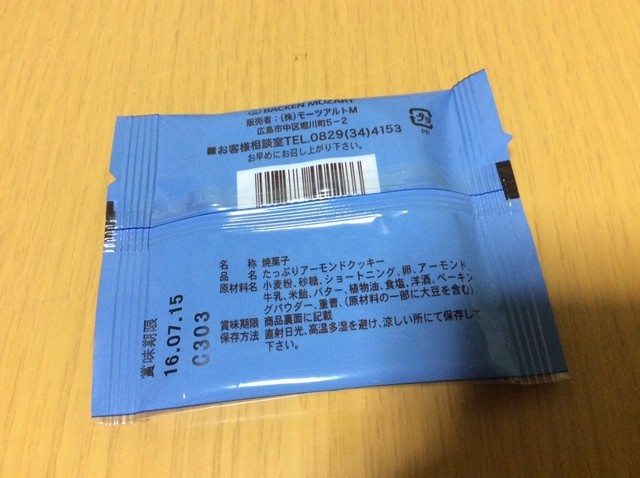 BACKEN MOZART
販売者：(株)モーツアルトM
広島市中区堀川町5-2
■お客様相談室TEL.0829(34)4153
お早めにお召し上がり下さい。
プラ
PP
名　称 焼菓子
品　名 たっぷりアーモンドクッキー
原材料名 小麦粉、砂糖、ショートニング、卵、アーモンド、
牛乳、米飴、バター、植物油、食塩、洋酒、ベーキン
グパウダー、重曹、(原材料の一部に大豆を含む)
賞味期限 商品裏面に記載
保存方法 直射日光、高温多湿を避け、涼しい所にて保存して
下さい。
賞味期限
16.07.15
C303